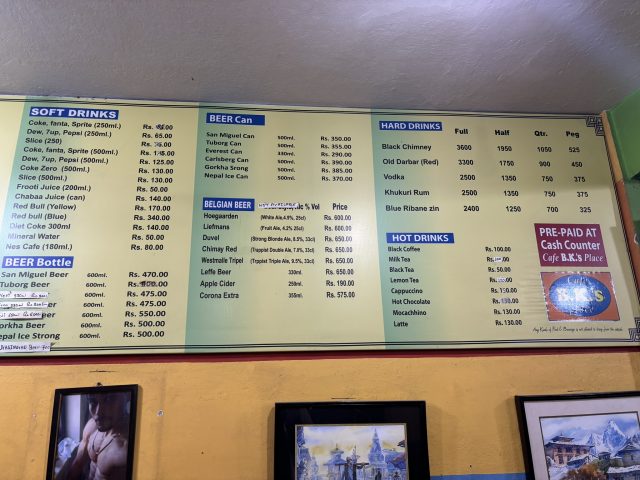 SOFT DRINKS
Coke, fanta, Sprite (250ml.) Rs.
Dew, 7up, Pepsi (250ml.) Rs. 65.00
Slice (250) Rs.
Coke, fanta, Sprite (500ml.) Rs.
Dew, 7up, Pepsi (500ml.) Rs. 125.00
Coke Zero (500ml.) Rs. 130.00
Slice (500ml.) Rs. 130.00
Frooti Juice (200ml.) Rs. 50.00
Chabaa Juice (can) Rs. 140.00
Red Bull (Yellow) Rs. 170.00
Red bull (Blue) Rs. 340.00
Diet Coke 300ml Rs. 140.00
Mineral Water Rs. 50.00
Nes Cafe (180ml.) Rs. 80.00
BEER Bottle
San Miguel Beer 600ml. Rs. 470.00
Tuborg Beer 600ml. Rs.
600ml. Rs. 475.00
600ml. Rs. 475.00
600ml. Rs. 550.00
Gorkha Beer 600ml. Rs. 500.00
Nepal Ice Strong 600ml. Rs. 500.00
BEER Can
San Miguel Can 500ml. Rs. 350.00
Tuborg Can 500ml. Rs. 355.00
Everest Can 330ml. Rs. 290.00
Carlsberg Can 500ml. Rs. 390.00
Gorkha Strong 500ml. Rs. 385.00
Nepal Ice Can 500ml. Rs. 370.00
BELGIAN BEER % Vol Price
Hoegaarden (White Ale,4.9%, 25cl) Rs. 600.00
Liefmans (Fruit Ale, 4.2%, 25cl) Rs. 600.00
Duvel (Strong Blonde Ale, 8.5%, 33cl) Rs. 650.00
Chimay Red (Trappist Double Ale, 7.0%, 33cl) Rs. 650.00
Westmalle Tripel (Trappist Triple Ale, 9.5%, 33cl) Rs. 650.00
Leffe Beer 330ml. Rs. 650.00
Apple Cider 250ml. Rs. 190.00
Corona Extra 355ml. Rs. 575.00
HARD DRINKS Full Half Qtr. Peg
Black Chimney 3600 1950 1050 525
Old Darbar (Red) 3300 1750 900 450
Vodka 2500 1350 750 375
Khukuri Rum 2500 1350 750 375
Blue Ribane zin 2400 1250 700 325
HOT DRINKS
Black Coffee Rs. 100.00
Milk Tea Rs.
Black Tea Rs. 50.00
Lemon Tea Rs.
Cappuccino Rs. 130.00
Hot Chocolate Rs.
Mocachhino Rs. 130.00
Latte Rs. 130.00
PRE-PAID AT
Cash Counter
Cafe B.K.'s Place
B.K.'s